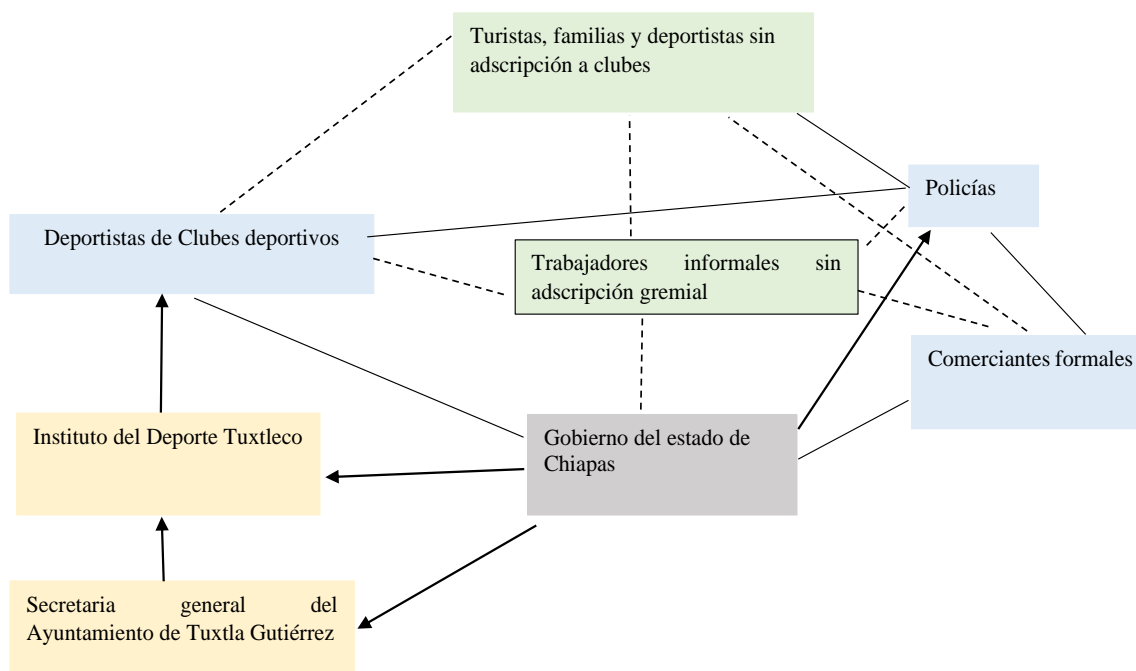 Turistas, familias y deportistas sin
adscripción a clubes
Policías
Deportistas de Clubes deportivos
Trabajadores informales sin
adscripción gremial
Comerciantes formales
Instituto del Deporte Tuxtleco
Gobierno del estado de
Chiapas
Secretaria general del
Ayuntamiento de Tuxtla Gutiérrez